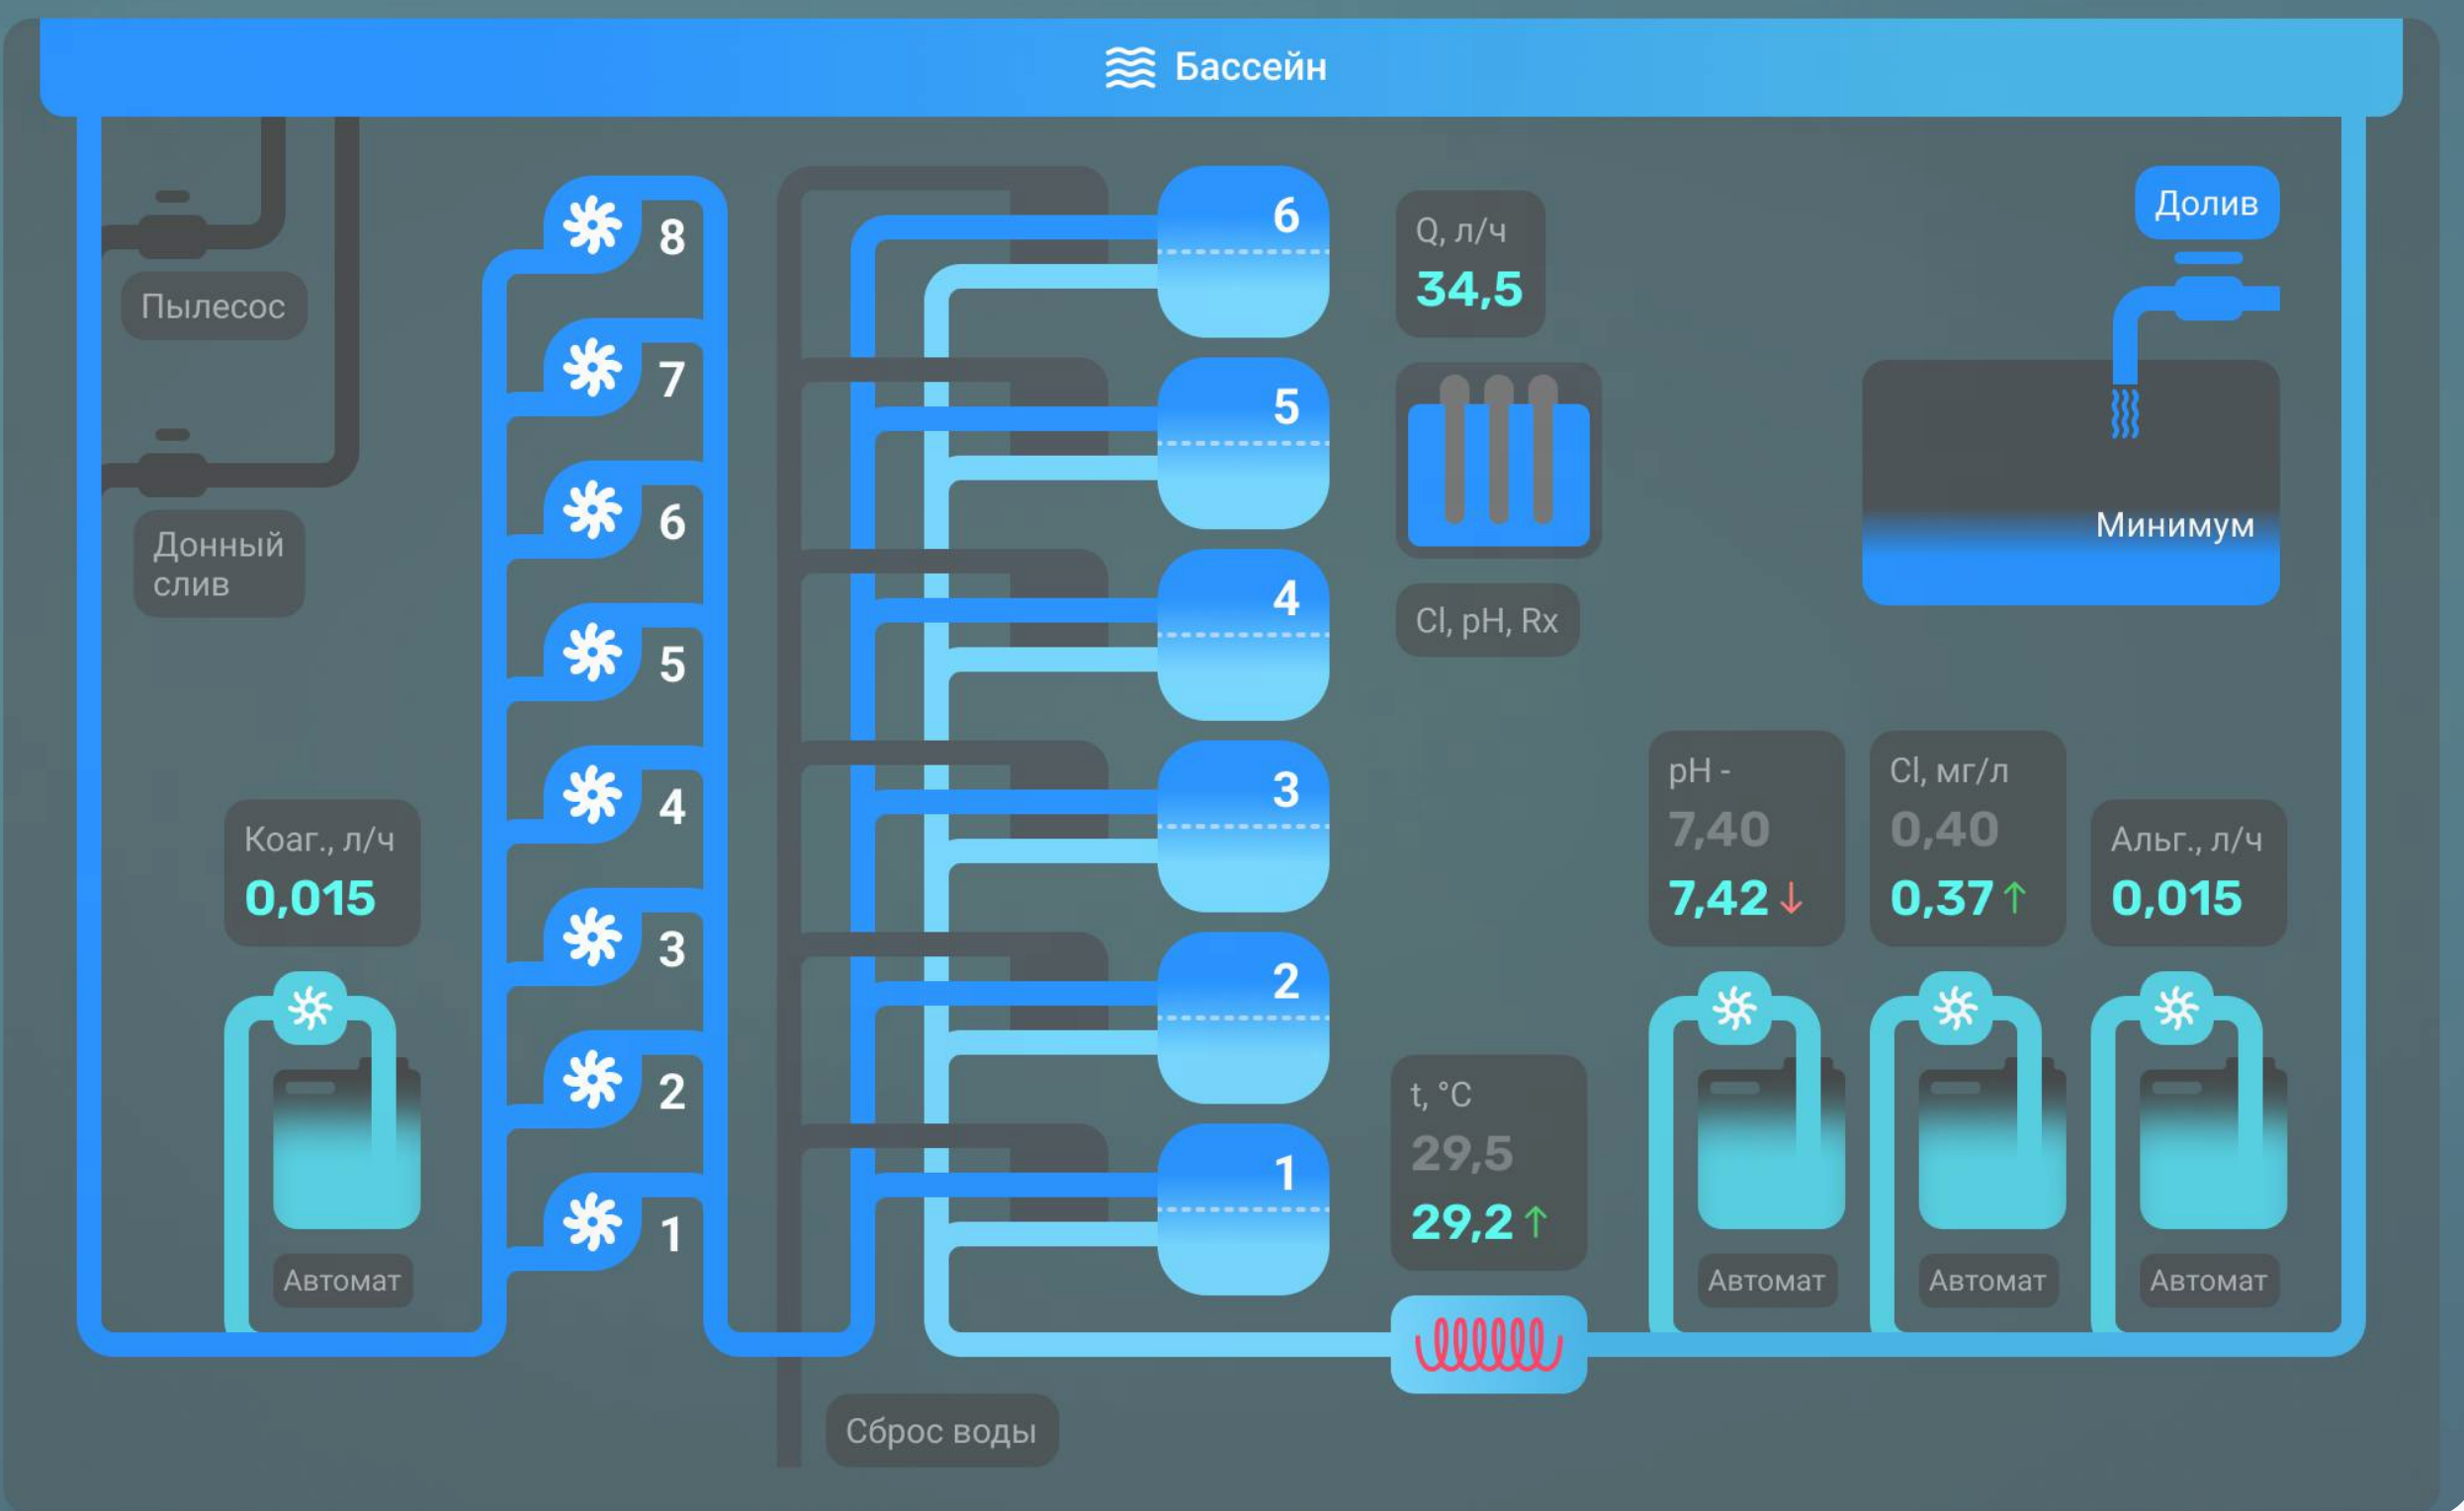 Бассейн
Пылесос
Донный
слив
Коаг., л/ч
0,015
Автомат
8
7
6
5
4
3
2
1
6
5
4
3
2
1
Сброс воды
Q, л/ч
34,5
Cl, pH, Rx
t, °C
29,5
29,2↑
Долив
Минимум
pH -
7,40
7,42↓
Автомат
Cl, мг/л
0,40
0,37↑
Автомат
Альг., л/ч
0,015
Автомат